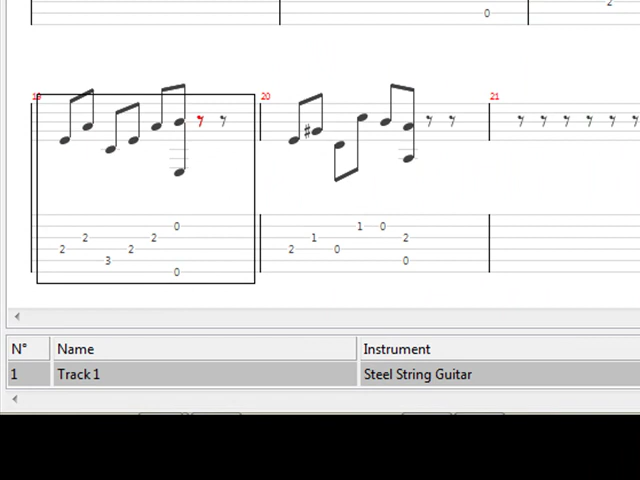 2
0
19 20 21
0 1 0
2 1 2
2 2 2 0
3 0
0
N° Name Instrument
1 Track 1 Steel String Guitar